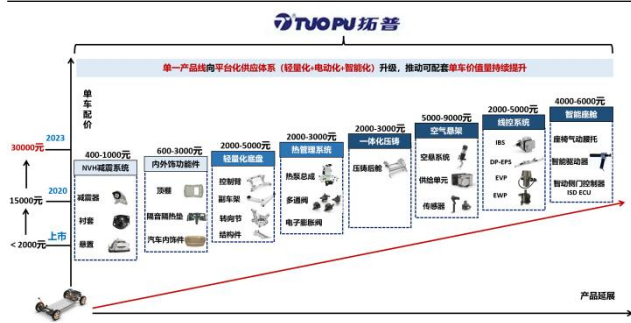 TUOPU拓普
单一产品线向平台化供应体系（轻量化+电动化+智能化）升级，推动可配套单车价值量持续提升
单车配价
2023
30000元
2020
15000元
上市
＜2000元
400-1000元
NVH减震系统
减震器
衬套
悬置
600-3000元
内外饰功能件
顶棚
隔音隔热垫
汽车内饰件
2000-5000元
轻量化底盘
控制臂
副车架
转向节
结构件
2000-3000元
热管理系统
热泵总成
多通阀
电子膨胀阀
2000-3000元
一体化压铸
压铸后舱
5000-9000元
空气悬架
空悬系统
供给单元
传感器
2000-5000元
线控系统
IBS
DP-EPS
EVP
EWP
4000-6000元
智能座舱
座椅气动腰托
智能驱动器
智动侧门控制器
ISD ECU
产品延展